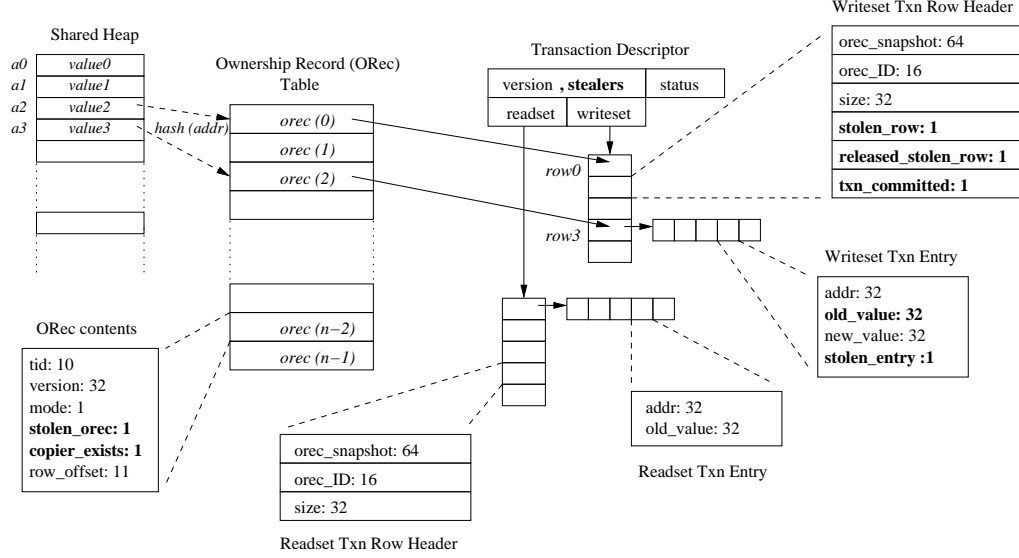 Shared Heap
a0 value0
a1 value1
a2 value2
a3 value3
hash (addr)
Ownership Record (ORec)
Table
orec (0)
orec (1)
orec (2)
orec (n−2)
orec (n−1)
ORec contents
tid: 10
version: 32
mode: 1
stolen_orec: 1
copier_exists: 1
row_offset: 11
Transaction Descriptor
version , stealers status
readset writeset
row0
row3
Writeset Txn Row Header
orec_snapshot: 64
orec_ID: 16
size: 32
stolen_row: 1
released_stolen_row: 1
txn_committed: 1
Writeset Txn Entry
addr: 32
old_value: 32
new_value: 32
stolen_entry :1
addr: 32
old_value: 32
Readset Txn Entry
orec_snapshot: 64
orec_ID: 16
size: 32
Readset Txn Row Header